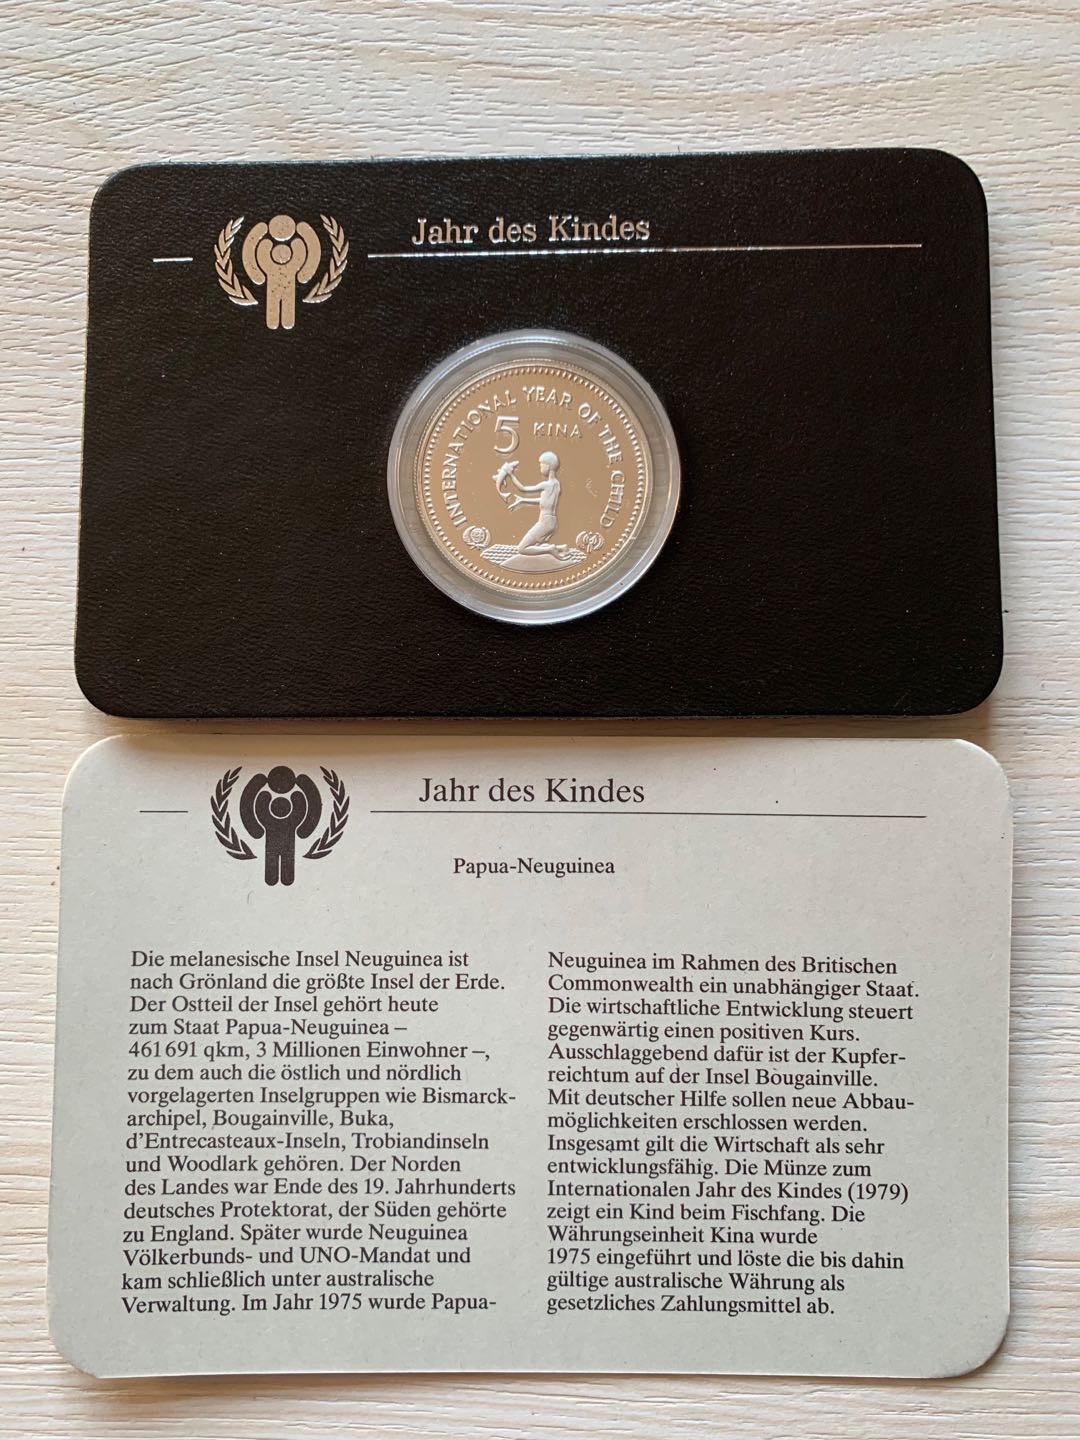 Jahr des Kindes
INTERNATIONAL YEAR OF THE CHILD
5 KINA
Jahr des Kindes
Papua-Neuguinea
Die melanesische Insel Neuguinea ist
nach Grönland die größte Insel der Erde.
Der Ostteil der Insel gehört heute
zum Staat Papua-Neuguinea –
461 691 qkm, 3 Millionen Einwohner –,
zu dem auch die östlich und nördlich
vorgelagerten Inselgruppen wie Bismarck-
archipel, Bougainville, Buka,
d'Entrecasteaux-Inseln, Trobiandinseln
und Woodlark gehören. Der Norden
des Landes war Ende des 19. Jahrhunderts
deutsches Protektorat, der Süden gehörte
zu England. Später wurde Neuguinea
Völkerbunds- und UNO-Mandat und
kam schließlich unter australische
Verwaltung. Im Jahr 1975 wurde Papua-
Neuguinea im Rahmen des Britischen
Commonwealth ein unabhängiger Staat.
Die wirtschaftliche Entwicklung steuert
gegenwärtig einen positiven Kurs.
Ausschlaggebend dafür ist der Kupfer-
reichtum auf der Insel Bougainville.
Mit deutscher Hilfe sollen neue Abbau-
möglichkeiten erschlossen werden.
Insgesamt gilt die Wirtschaft als sehr
entwicklungsfähig. Die Münze zum
Internationalen Jahr des Kindes (1979)
zeigt ein Kind beim Fischfang. Die
Währungseinheit Kina wurde
1975 eingeführt und löste die bis dahin
gültige australische Währung als
gesetzliches Zahlungsmittel ab.